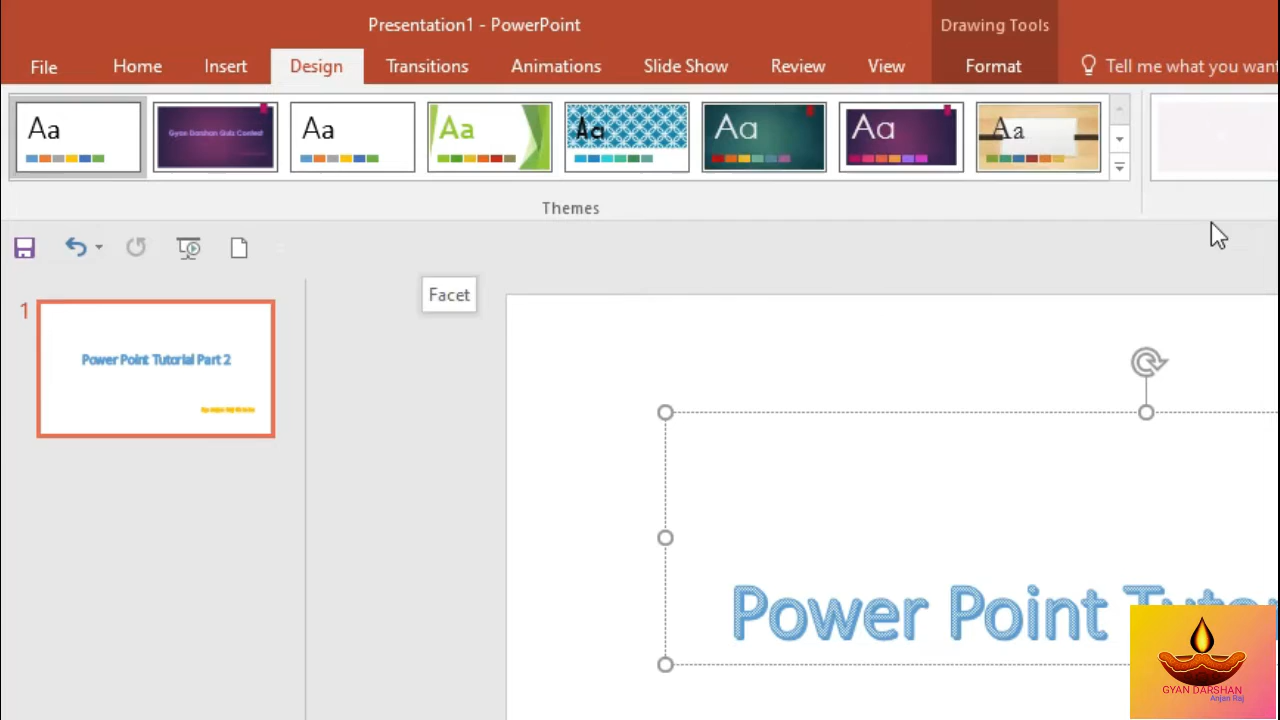 Presentation1 - PowerPoint
Drawing Tools
File Home Insert Design Transitions Animations Slide Show Review View Format Tell me what you want
Aa Gyan Darshan Quiz Contest Aa Aa Aa Aa Aa Aa
Themes
Facet
1
Power Point Tutorial Part 2
Power Point
GYAN DARSHAN
Anjan Raj